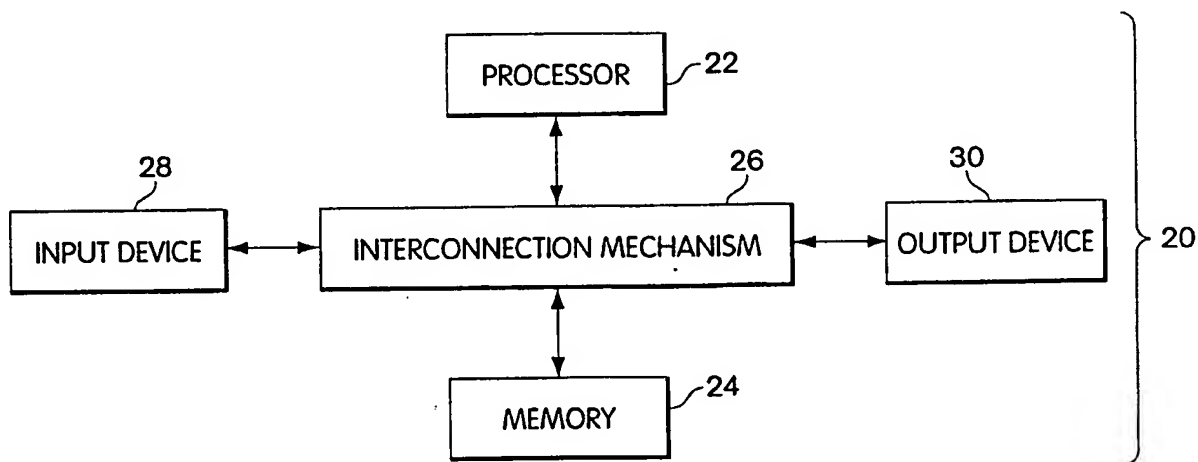 PROCESSOR
22
28
26
30
INPUT DEVICE
INTERCONNECTION MECHANISM
OUTPUT DEVICE
20
MEMORY
24